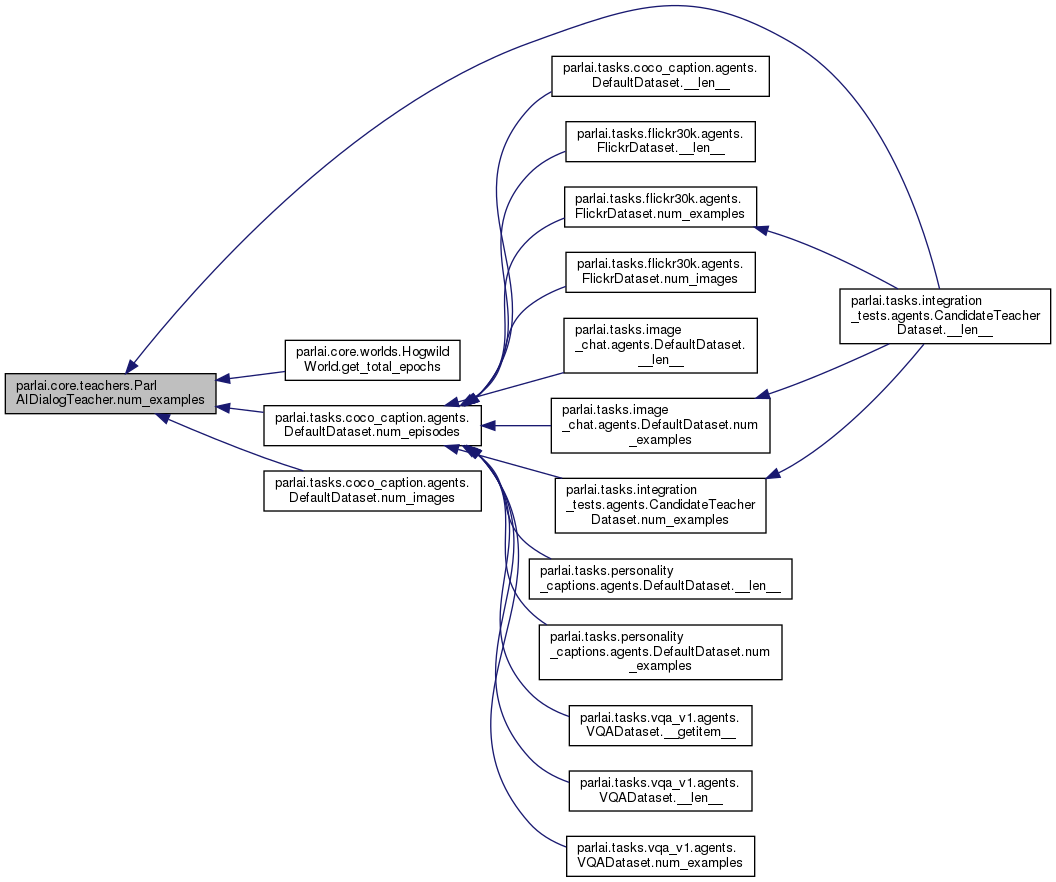 parlai.core.teachers.Parl
AIDialogTeacher.num_examples
parlai.core.worlds.Hogwild
World.get_total_epochs
parlai.tasks.coco_caption.agents.
DefaultDataset.num_episodes
parlai.tasks.coco_caption.agents.
DefaultDataset.num_images
parlai.tasks.coco_caption.agents.
DefaultDataset.__len__
parlai.tasks.flickr30k.agents.
FlickrDataset.__len__
parlai.tasks.flickr30k.agents.
FlickrDataset.num_examples
parlai.tasks.flickr30k.agents.
FlickrDataset.num_images
parlai.tasks.image
_chat.agents.DefaultDataset.
__len__
parlai.tasks.image
_chat.agents.DefaultDataset.num
_examples
parlai.tasks.integration
_tests.agents.CandidateTeacher
Dataset.num_examples
parlai.tasks.personality
_captions.agents.DefaultDataset.__len__
parlai.tasks.personality
_captions.agents.DefaultDataset.num
_examples
parlai.tasks.vqa_v1.agents.
VQADataset.__getitem__
parlai.tasks.vqa_v1.agents.
VQADataset.__len__
parlai.tasks.vqa_v1.agents.
VQADataset.num_examples
parlai.tasks.integration
_tests.agents.CandidateTeacher
Dataset.__len__